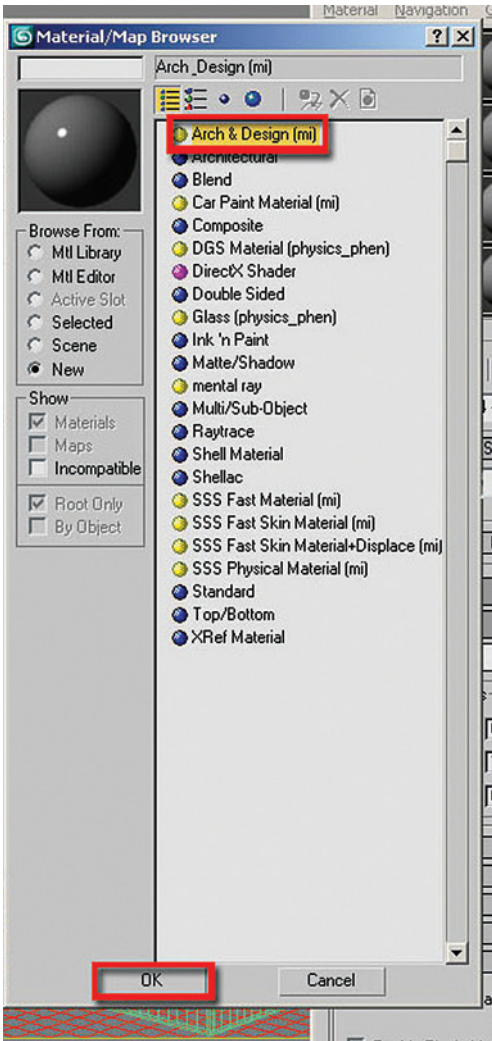 Material Navigation
Material/Map Browser
Arch_Design (mi)
Arch & Design (mi)
Architectural
Blend
Car Paint Material (mi)
Composite
DGS Material (physics_phen)
DirectX Shader
Double Sided
Glass (physics_phen)
Ink 'n Paint
Matte/Shadow
mental ray
Multi/Sub-Object
Raytrace
Shell Material
Shellac
SSS Fast Material (mi)
SSS Fast Skin Material (mi)
SSS Fast Skin Material+Displace (mi)
SSS Physical Material (mi)
Standard
Top/Bottom
XRef Material
Browse From:
Mtl Library
Mtl Editor
Active Slot
Selected
Scene
New
Show
Materials
Maps
Incompatible
Root Only
By Object
OK
Cancel